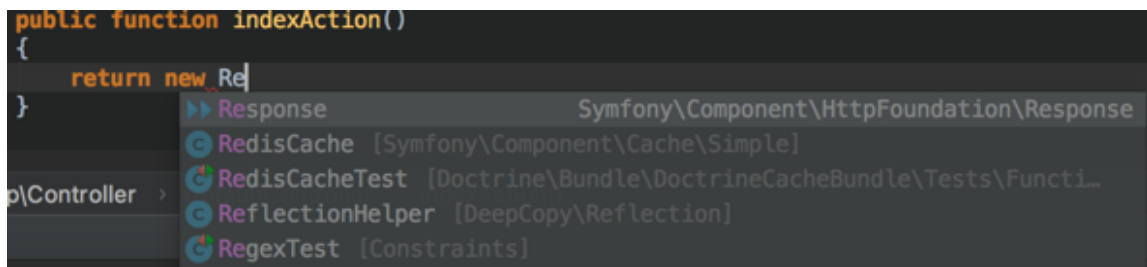 public function indexAction()
{
return new Re
}
Response Symfony\Component\HttpFoundation\Response
RedisCache [Symfony\Component\Cache\Simple]
RedisCacheTest [Doctrine\Bundle\DoctrineCacheBundle\Tests\Functi...
p\Controller
ReflectionHelper [DeepCopy\Reflection]
RegexTest [Constraints]